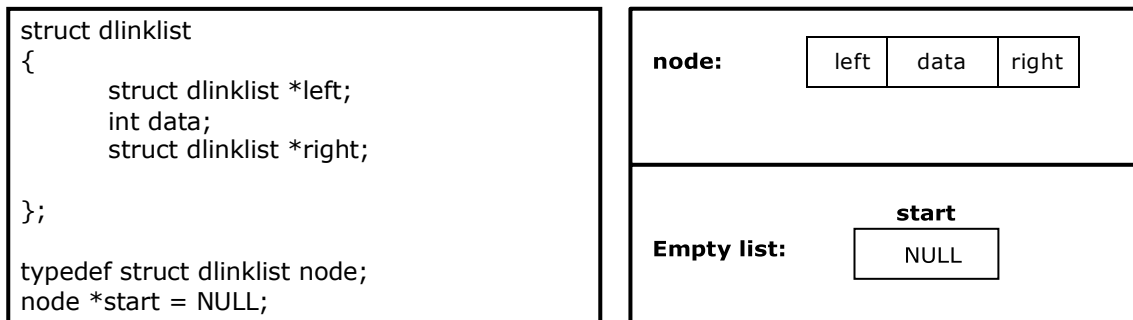 struct dlinklist
{
struct dlinklist *left;
int data;
struct dlinklist *right;
};
typedef struct dlinklist node;
node *start = NULL;
node: left data right
start
Empty list: NULL